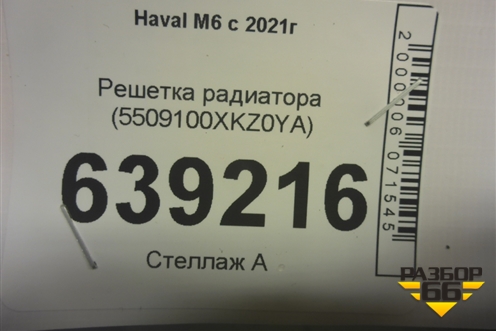 Haval M6 с 2021г
Решетка радиатора
(5509100XKZ0YA)
639216
Стеллаж А
2000006071545
РАЗБОР
66